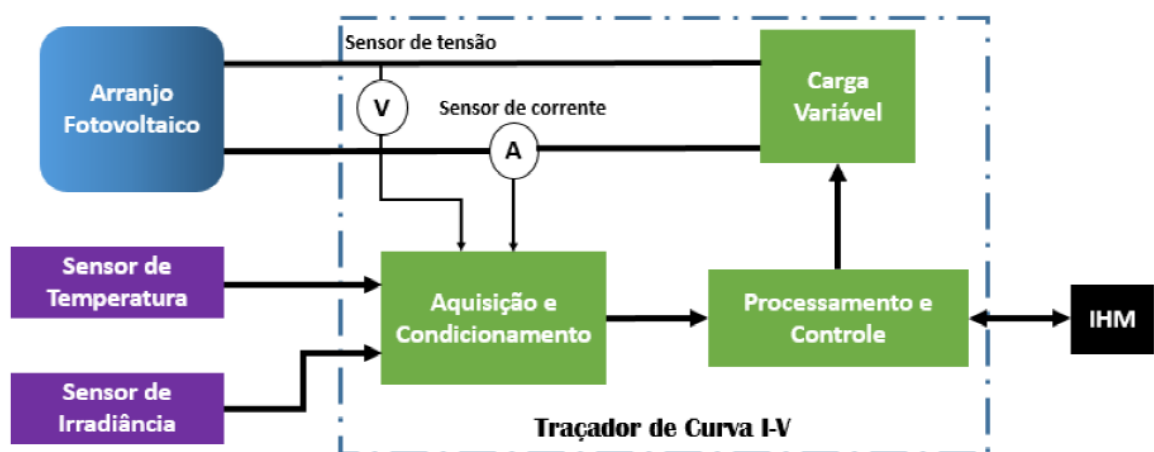 Sensor de tensão
Arranjo
Fotovoltaico
V
Sensor de corrente
A
Carga
Variável
Sensor de
Temperatura
Aquisição e
Condicionamento
Processamento e
Controle
IHM
Sensor de
Irradiância
Traçador de Curva I-V